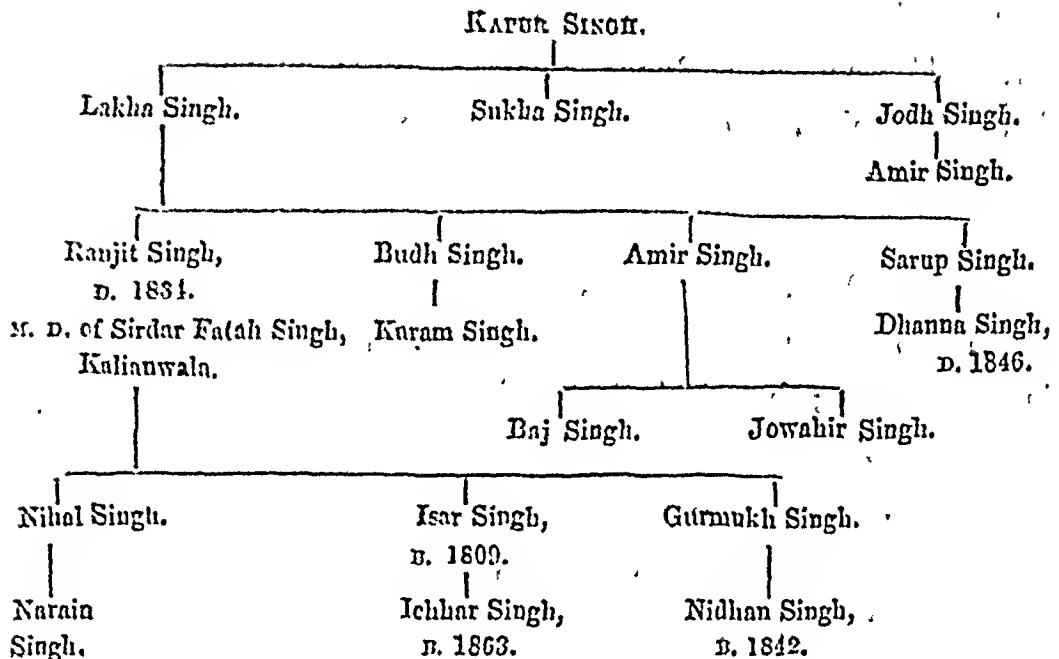 KAPUR SINGH.
Lakha Singh. Sukha Singh. Jodh Singh.
Amir Singh.
Ranjit Singh, Budh Singh. Amir Singh. Sarup Singh.
D. 1834.
M. D. of Sirdar Fatah Singh, Karam Singh. Dhanna Singh,
Kalianwala. D. 1846.
Baj Singh. Jowahir Singh.
Nihal Singh. Isar Singh, Gurmukh Singh.
B. 1809.
Narain Ichhar Singh, Nidhan Singh,
Singh. B. 1863. B. 1842.